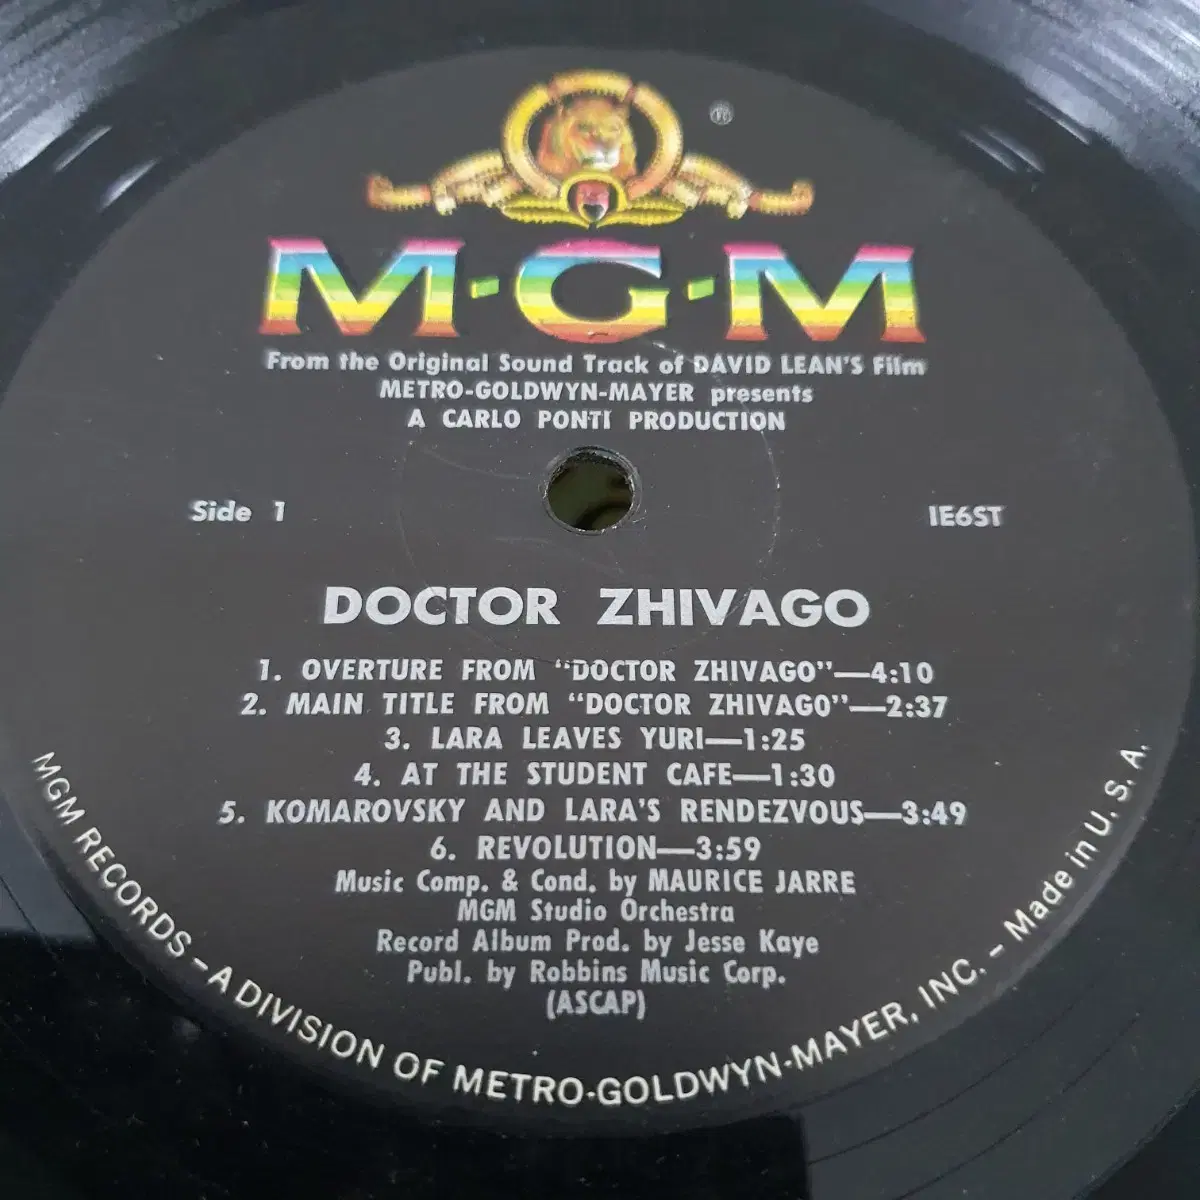 ®
M-G-M
From the Original Sound Track of DAVID LEAN'S Film
METRO-GOLDWYN-MAYER presents
A CARLO PONTI PRODUCTION
Side 1
IE6ST
DOCTOR ZHIVAGO
1. OVERTURE FROM "DOCTOR ZHIVAGO"—4:10
2. MAIN TITLE FROM "DOCTOR ZHIVAGO"—2:37
3. LARA LEAVES YURI—1:25
4. AT THE STUDENT CAFE—1:30
5. KOMAROVSKY AND LARA'S RENDEZVOUS—3:49
6. REVOLUTION—3:59
Music Comp. & Cond. by MAURICE JARRE
MGM Studio Orchestra
Record Album Prod. by Jesse Kaye
Publ. by Robbins Music Corp.
(ASCAP)
MGM RECORDS – A DIVISION OF METRO-GOLDWYN-MAYER, INC. – Made in U. S. A.